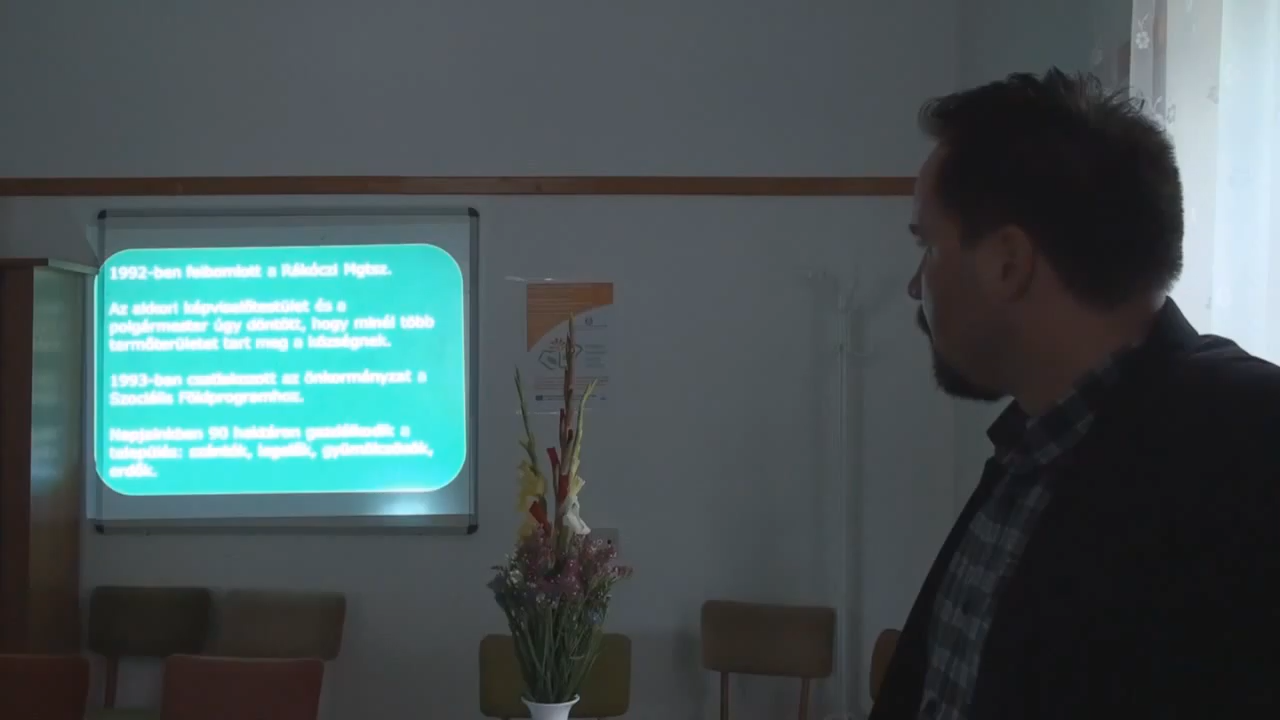 1992-ben felbomlott a Rákóczi Mgtsz.
Az akkori képviselőtestület és a
polgármester úgy döntött, hogy minél több
termőterületet tart meg a községnek.
1993-ban csatlakozott az önkormányzat a
Szociális Földprogramhoz.
Napjainkban 90 hektáron gazdálkodik a
település: szántók, legelők, gyümölcsösök,
erdők.